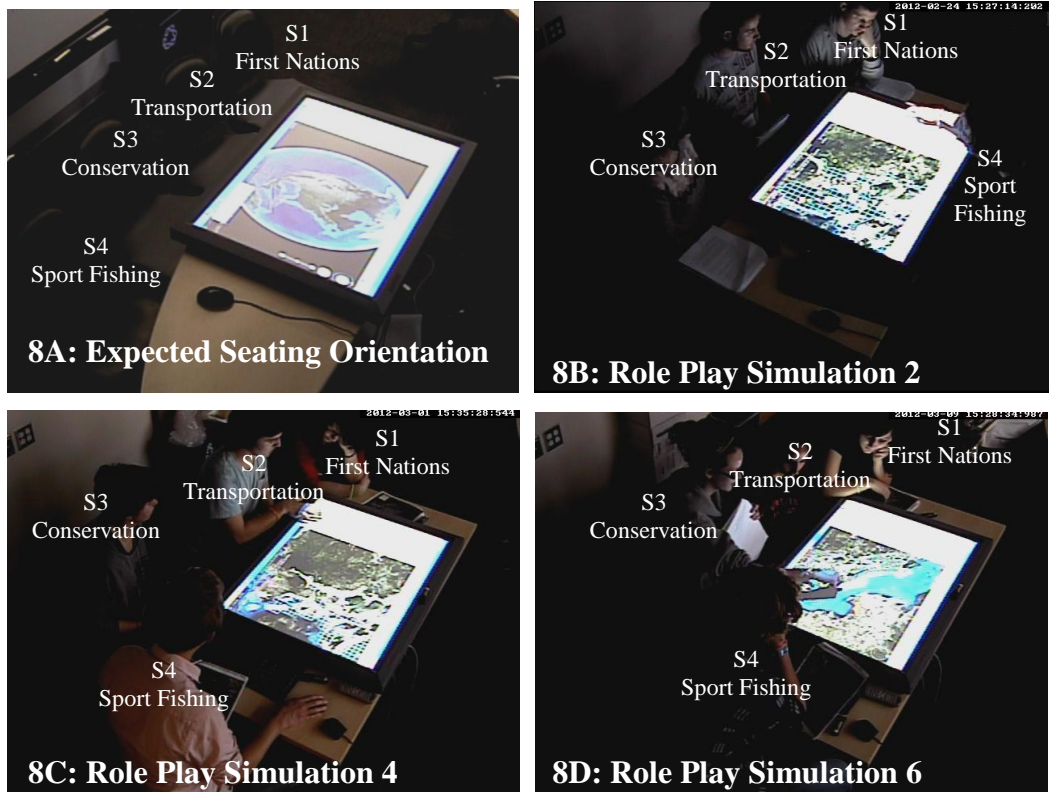 S1
First Nations
S2
Transportation
S3
Conservation
S4
Sport Fishing
8A: Expected Seating Orientation
2012-02-24 15:27:14:202
S1
First Nations
S2
Transportation
S3
Conservation
S4
Sport
Fishing
8B: Role Play Simulation 2
2012-03-01 15:35:28:544
S1
First Nations
S2
Transportation
S3
Conservation
S4
Sport Fishing
8C: Role Play Simulation 4
2012-03-09 15:28:34:987
S1
First Nations
S2
Transportation
S3
Conservation
S4
Sport Fishing
8D: Role Play Simulation 6